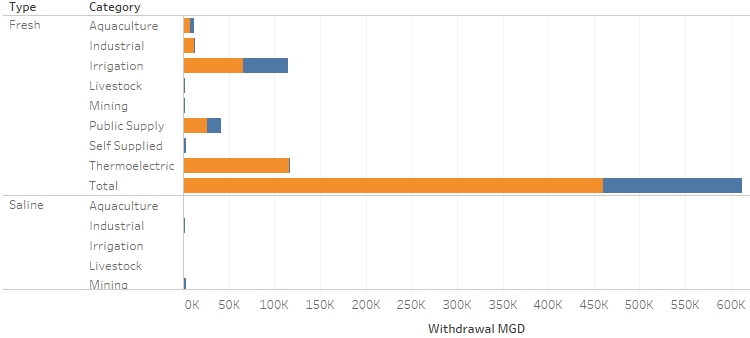 Type Category
Fresh Aquaculture
Industrial
Irrigation
Livestock
Mining
Public Supply
Self Supplied
Thermoelectric
Total
Saline Aquaculture
Industrial
Irrigation
Livestock
Mining
0K 50K 100K 150K 200K 250K 300K 350K 400K 450K 500K 550K 600K
Withdrawal MGD